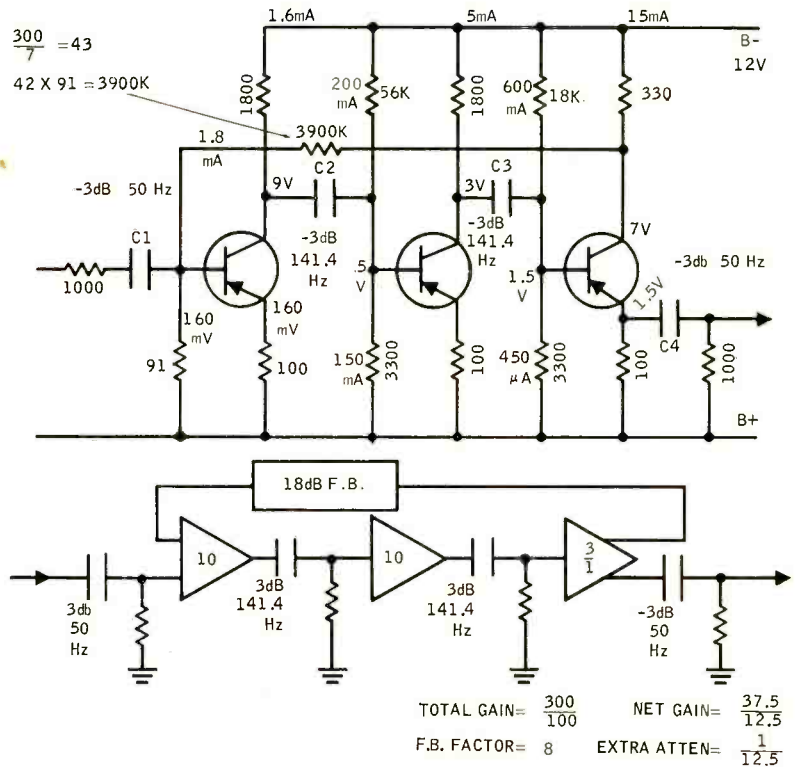 1.6mA
5mA
15mA
B-
12V
300
7
=43
42 X 91 = 3900K
1800
200
mA
56K
1800
600
mA
18K
330
1.8
mA
3900K
-3dB 50 Hz
C1
9V
C2
-3dB
141.4
Hz
3V
C3
-3dB
141.4
Hz
7V
-3db 50 Hz
1000
.5
V
1.5
V
1.5V
160
mV
160
mV
C4
91
100
150
mA
3300
100
450
µA
3300
100
1000
B+
18dB F.B.
10
10
3
1
3db
50
Hz
3dB
141.4
Hz
3dB
141.4
Hz
-3dB
50
Hz
TOTAL GAIN= 300
100
NET GAIN= 37.5
12.5
F.B. FACTOR= 8
EXTRA ATTEN= 1
12.5